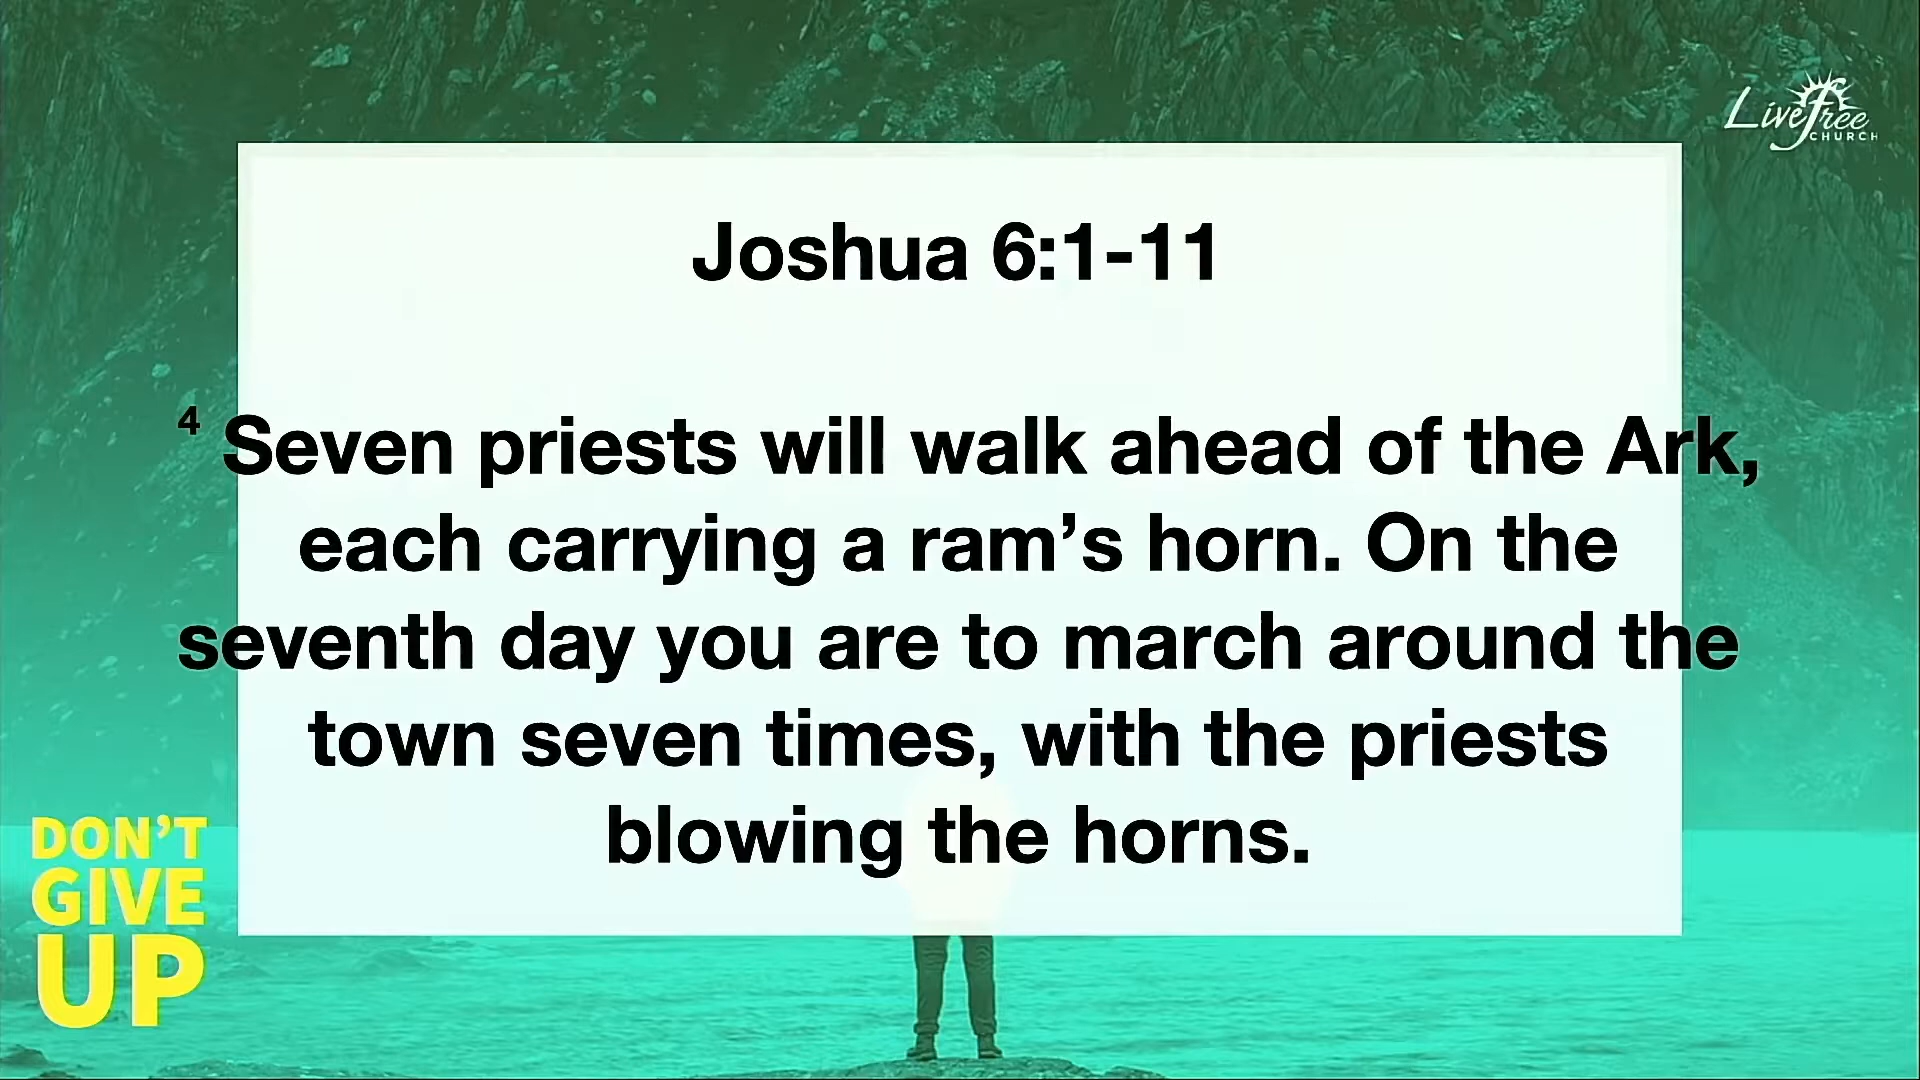 Live Free
CHURCH
Joshua 6:1-11
4 Seven priests will walk ahead of the Ark,
each carrying a ram’s horn. On the
seventh day you are to march around the
town seven times, with the priests
blowing the horns.
DON’T
GIVE
UP